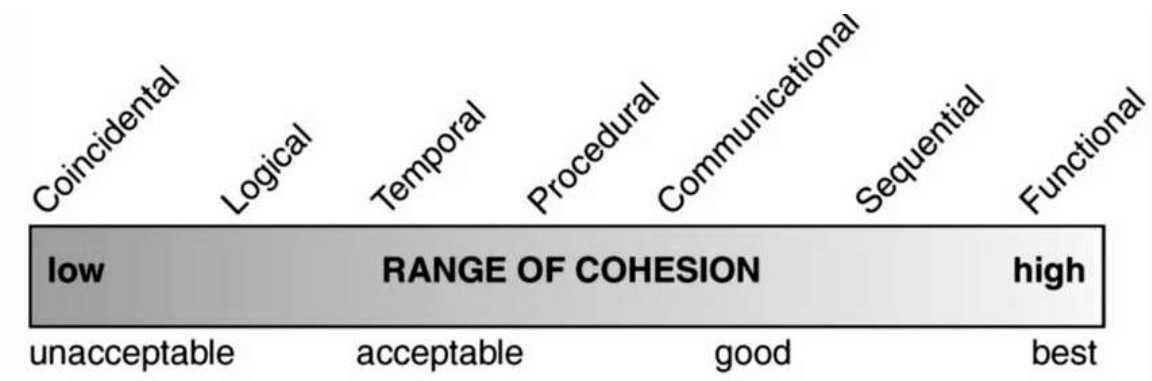 Coincidental
Logical
Temporal
Procedural
Communicational
Sequential
Functional
low RANGE OF COHESION high
unacceptable acceptable good best